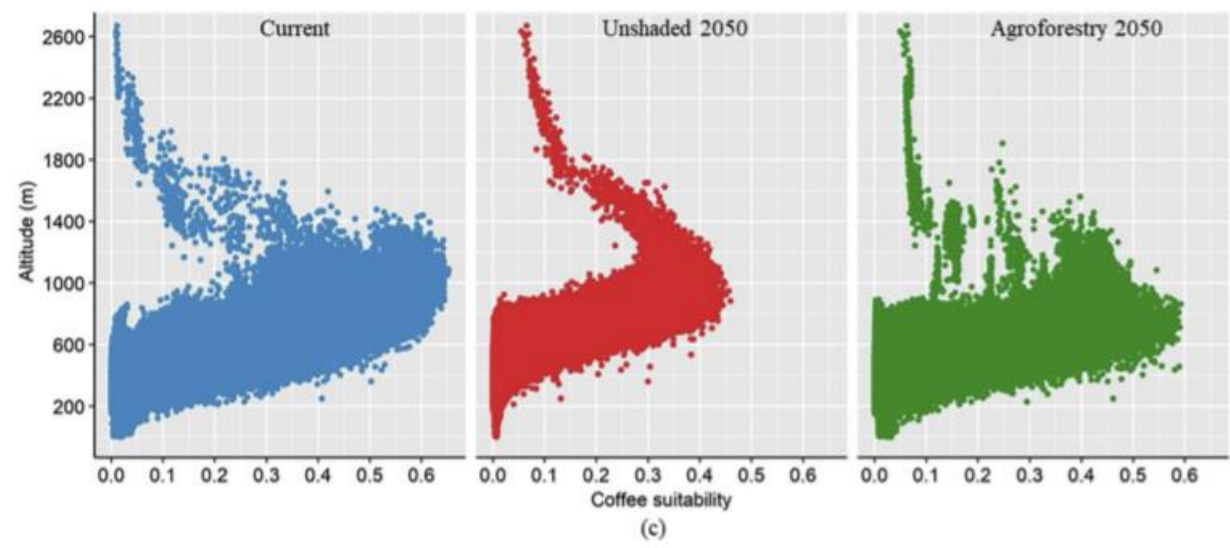 Current Unshaded 2050 Agroforestry 2050
2600
2200
1800
1400
1000
600
200
Altitude (m)
0.0 0.1 0.2 0.3 0.4 0.5 0.6 0.0 0.1 0.2 0.3 0.4 0.5 0.6 0.0 0.1 0.2 0.3 0.4 0.5 0.6
Coffee suitability
(c)